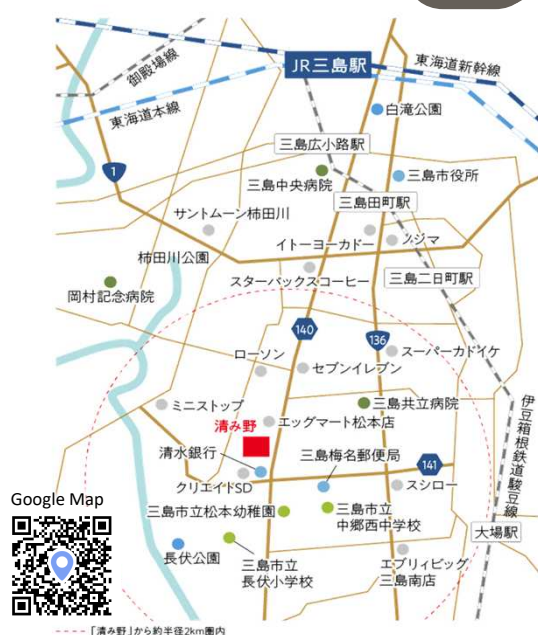 JR三島駅
東海道新幹線
御殿場線
東海道本線
白滝公園
三島広小路駅
1
三島中央病院
三島市役所
三島田町駅
サントムーン柿田川
イトーヨーカドー
ノジマ
柿田川公園
スターバックスコーヒー
三島二日町駅
岡村記念病院
140
136
ローソン
セブンイレブン
スーパーカドイケ
ミニストップ
三島共立病院
エッグマート松本店
清み野
伊豆箱根鉄道駿豆線
清水銀行
三島梅名郵便局
141
クリエイドSD
スシロー
三島市立松本幼稚園
三島市立
中郷西中学校
大場駅
Google Map
長伏公園
三島市立
長伏小学校
エブリィビッグ
三島南店
「清み野」から約半径2km圏内